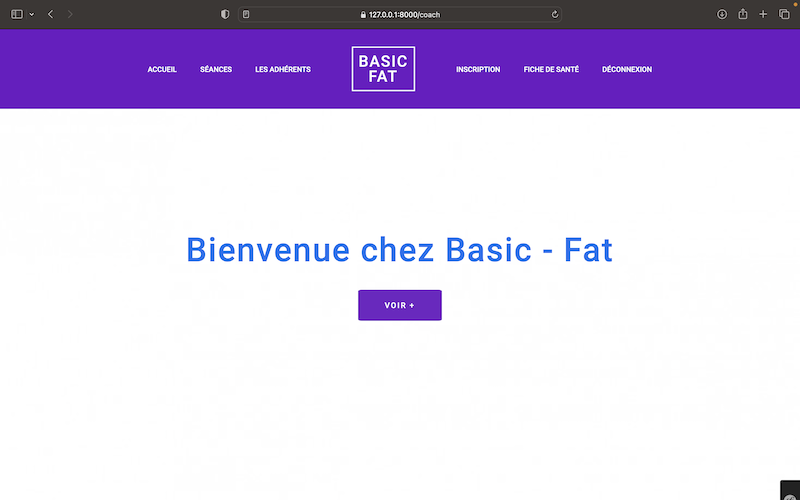 127.0.0.1:8000/coach
ACCUEIL SÉANCES LES ADHÉRENTS
BASIC
FAT
INSCRIPTION FICHE DE SANTÉ DÉCONNEXION
Bienvenue chez Basic - Fat
VOIR +